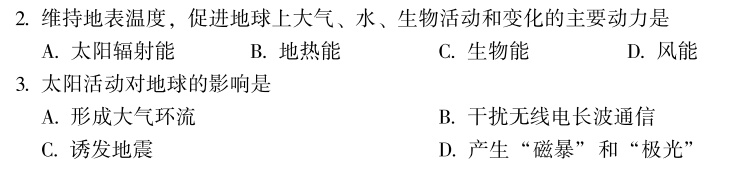 2. 维持地表温度，促进地球上大气、水、生物活动和变化的主要动力是
A. 太阳辐射能 B. 地热能 C. 生物能 D. 风能
3. 太阳活动对地球的影响是
A. 形成大气环流 B. 干扰无线电长波通信
C. 诱发地震 D. 产生“磁暴”和“极光”